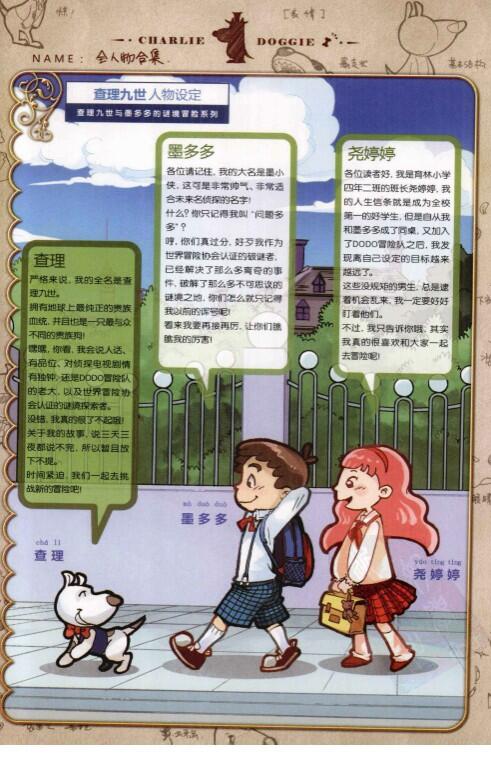 CHARLIE DOGGIE
NAME: 全人物合集.
基本结构
查理九世 人物设定
查理九世与墨多多的谜境冒险系列
墨多多
各位请记住，我的大名是墨小
侠，这可是非常帅气、非常适
合未来名侦探的名字！
什么？你只记得我叫“问题多
多”？
哼，你们真过分，好歹我作为
世界冒险协会认证的破谜者，
已经解决了那么多离奇的事
件，破解了那么多不可思议的
谜境之地，你们怎么就只记得
我以前的诨号呢！
看来我要再接再厉，让你们瞧
瞧我的厉害！
尧婷婷
各位读者好，我是育林小学
四年二班的班长尧婷婷，我
的人生信条就是成为全校
第一的好学生，但是自从我
和墨多多成了同桌，又加入
了DODO冒险队之后，我发
现离自己设定的目标越来
越远了。
这些没规矩的男生，总是逮
着机会乱来，我一定要好好
盯着他们。
不过，我只告诉你哦，其实
我真的很喜欢和大家一起
去冒险呢！
查理
严格来说，我的全名是查理
九世。
拥有地球上最纯正的贵族
血统，并且也是一只最与众
不同的贵族狗！
嘿嘿，你看，我会说人话、
有品位、对侦探电视剧情
有独钟，还是DODO冒险队
的老大，以及世界冒险协
会认证的谜境探索者。
没错，我真的很了不起哦！
关于我的故事，说三天三
夜都说不完，所以暂且放
下不提。
时间紧迫，我们一起去挑
战新的冒险吧！
mò duō duō
墨多多
chá lǐ
查理
yáo tíng tíng
尧婷婷